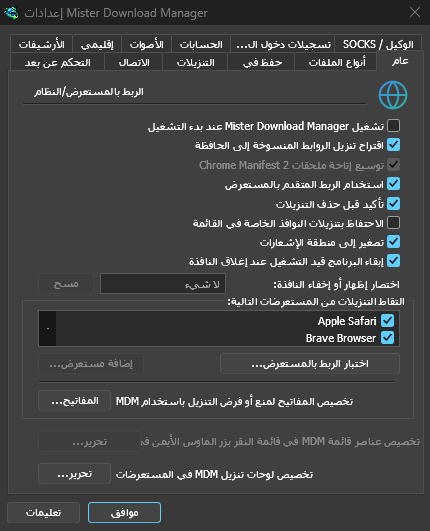 إعدادات Mister Download Manager
الوكيل / SOCKS تسجيلات دخول ال... الحسابات الأصوات إقليمي الأرشيفات
عام أنواع الملفات حفظ في التنزيلات الاتصال التحكم عن بعد
الربط بالمستعرض/النظام
تشغيل Mister Download Manager عند بدء التشغيل
اقتراح تنزيل الروابط المنسوخة إلى الحافظة
توسيع إتاحة ملحقات Chrome Manifest 2
استخدام الربط المتقدم بالمستعرض
تأكيد قبل حذف التنزيلات
الاحتفاظ بتنزيلات النوافذ الخاصة في القائمة
تصغير إلى منطقة الإشعارات
إبقاء البرنامج قيد التشغيل عند إغلاق النافذة
اختصار إظهار أو إخفاء النافذة: لا شيء مسح
التقاط التنزيلات من المستعرضات التالية:
Apple Safari
Brave Browser
اختبار الربط بالمستعرض... إضافة مستعرض...
تخصيص المفاتيح لمنع أو فرض التنزيل باستخدام MDM المفاتيح...
تخصيص عناصر قائمة MDM في قائمة النقر بزر الماوس الأيمن في تحرير...
تخصيص لوحات تنزيل MDM في المستعرضات تحرير...
موافق تعليمات